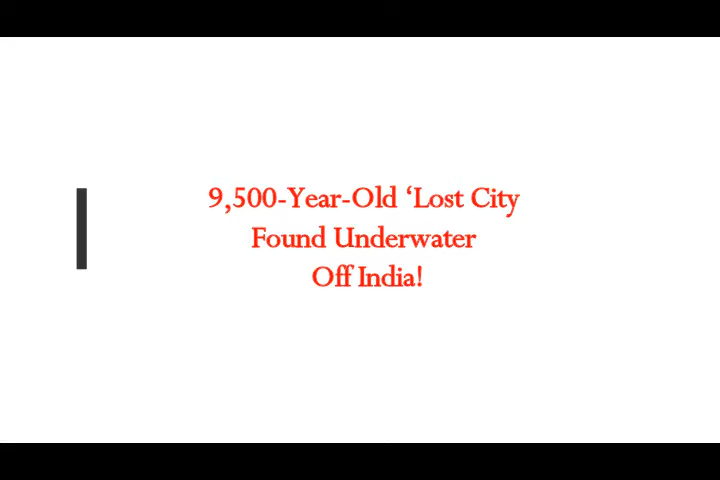 9,500-Year-Old ‘Lost City
Found Underwater
Off India!